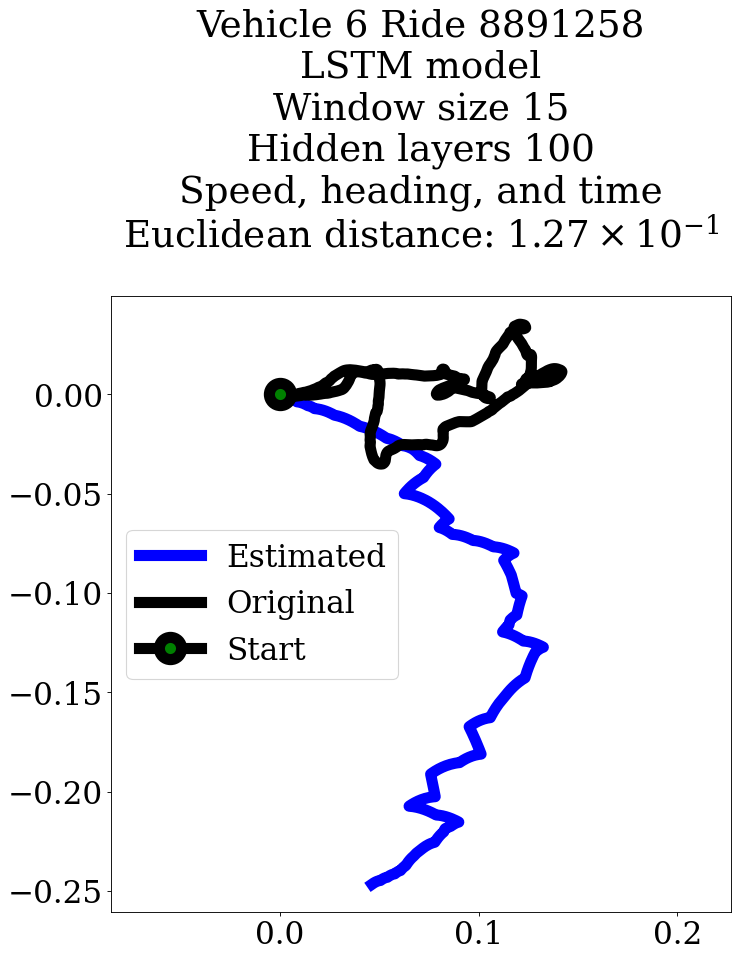 Vehicle 6 Ride 8891258
LSTM model
Window size 15
Hidden layers 100
Speed, heading, and time
Euclidean distance: 1.27 × 10⁻¹
0.00
−0.05
−0.10
−0.15
−0.20
−0.25
Estimated
Original
Start
0.0 0.1 0.2